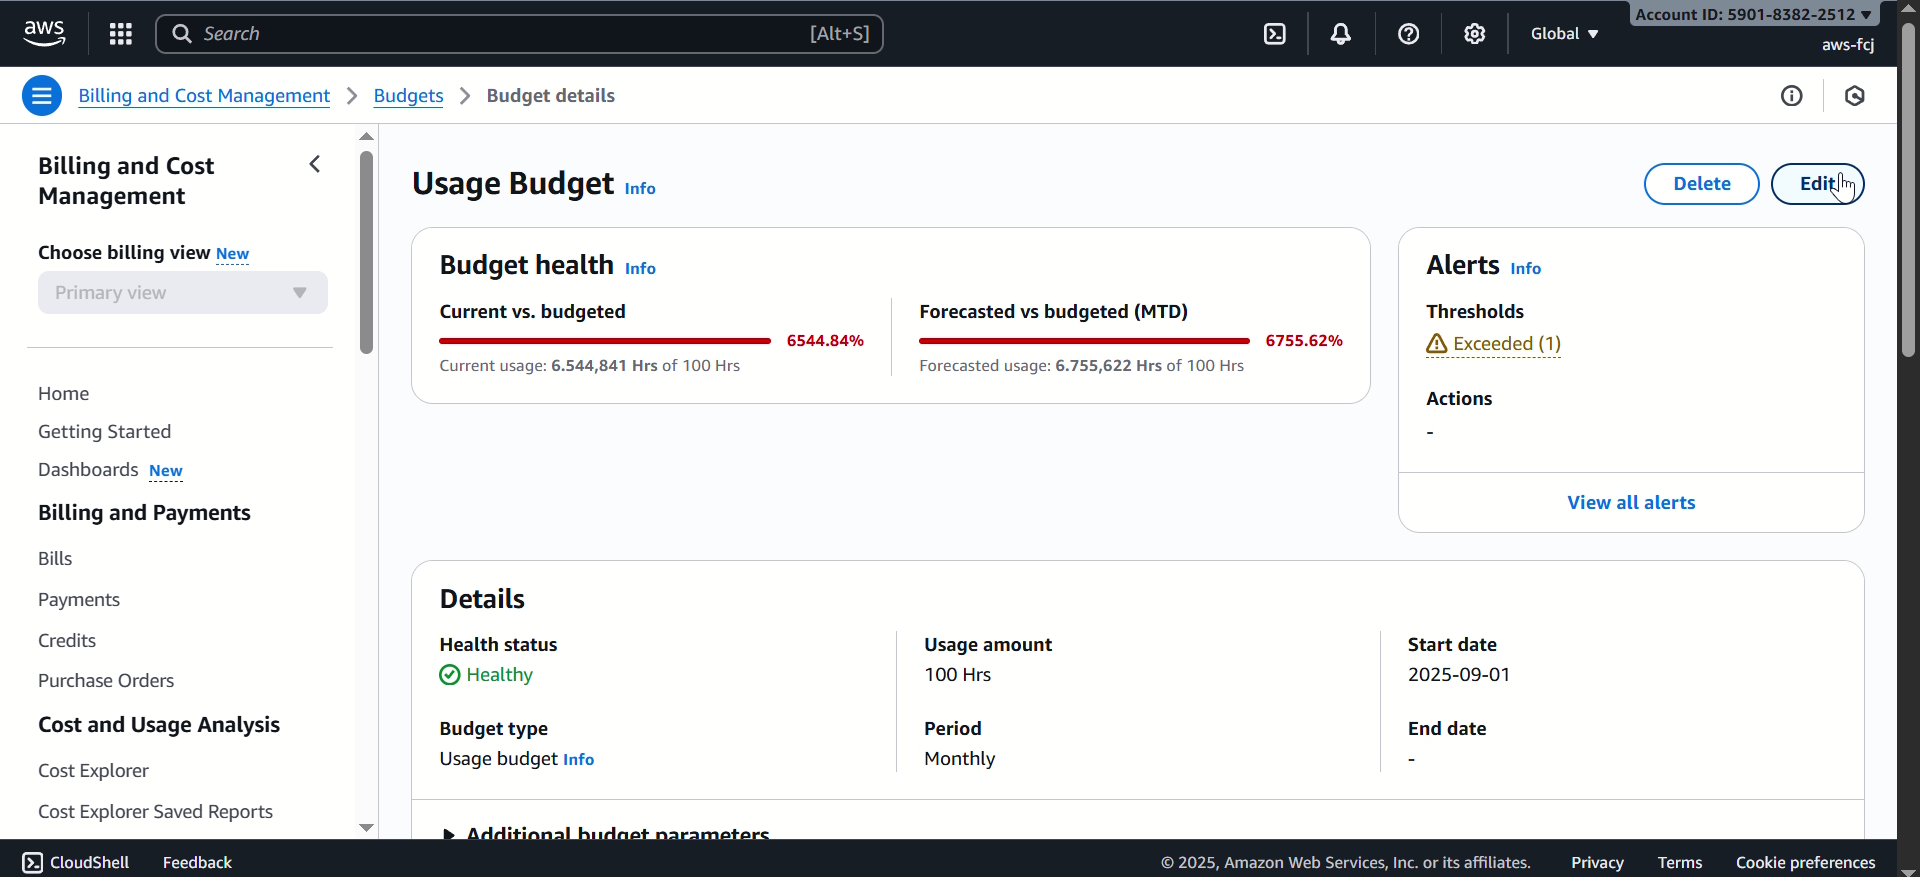 aws
Search [Alt+S]
Global
Account ID: 5901-8382-2512
aws-fcj
Billing and Cost Management > Budgets > Budget details
Billing and Cost
Management
Choose billing view New
Primary view
Home
Getting Started
Dashboards New
Billing and Payments
Bills
Payments
Credits
Purchase Orders
Cost and Usage Analysis
Cost Explorer
Cost Explorer Saved Reports
Usage Budget Info
Delete
Edit
Budget health Info
Current vs. budgeted
6544.84%
Current usage: 6.544,841 Hrs of 100 Hrs
Forecasted vs budgeted (MTD)
6755.62%
Forecasted usage: 6.755,622 Hrs of 100 Hrs
Alerts Info
Thresholds
Exceeded (1)
Actions
-
View all alerts
Details
Health status
Healthy
Budget type
Usage budget Info
Usage amount
100 Hrs
Period
Monthly
Start date
2025-09-01
End date
-
Additional budget parameters
CloudShell
Feedback
© 2025, Amazon Web Services, Inc. or its affiliates.
Privacy
Terms
Cookie preferences